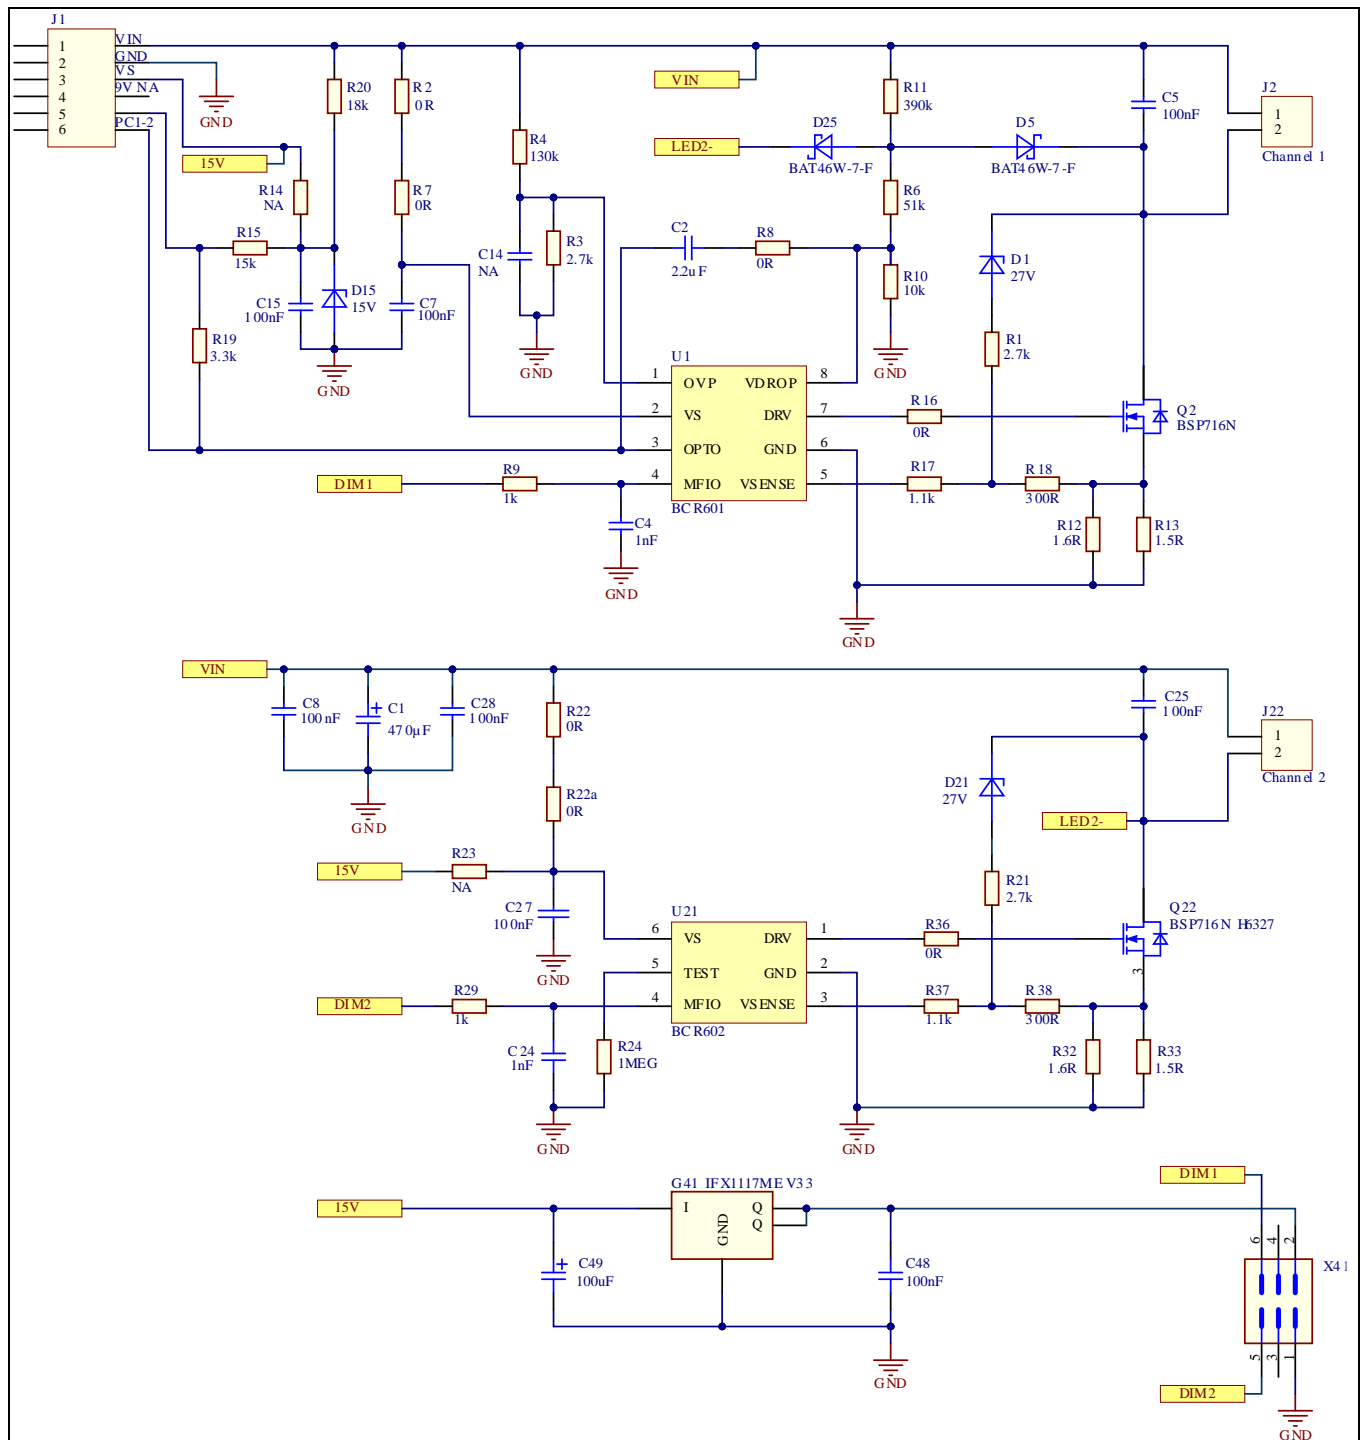 J1
1 VIN
2 GND
3 VS
4 9V NA
5
6 PC1-2
GND
15V
R14
NA
R15
15k
R19
3.3k
R20
18k
C15
100nF
D15
15V
GND
R2
0R
R7
0R
C7
100nF
R4
130k
C14
NA
R3
2.7k
GND
VIN
LED2-
D25
BAT46W-7-F
R11
390k
D5
BAT46W-7-F
C5
100nF
J2
1
2
Channel 1
R6
51k
C2
2.2uF
R8
0R
R10
10k
GND
D1
27V
R1
2.7k
U1
1 OVP VDROP 8
2 VS DRV 7
3 OPTO GND 6
4 MFIO VSENSE 5
BCR601
DIM1
R9
1k
C4
1nF
GND
R16
0R
Q2
BSP716N
R17
1.1k
R18
300R
R12
1.6R
R13
1.5R
GND
VIN
C8
100nF
C1
470µF
C28
100nF
GND
R22
0R
R22a
0R
15V
R23
NA
C27
100nF
GND
C25
100nF
J22
1
2
Channel 2
D21
27V
LED2-
R21
2.7k
Q22
BSP716N H6327
3
U21
6 VS DRV 1
5 TEST GND 2
4 MFIO VSENSE 3
BCR602
R36
0R
DIM2
R29
1k
C24
1nF
R24
1MEG
GND
R37
1.1k
R38
300R
R32
1.6R
R33
1.5R
GND
15V
G41 IFX1117ME V33
I Q
Q
GND
C49
100uF
C48
100nF
GND
DIM1
6 4 2
X41
5 3 1
DIM2
GND